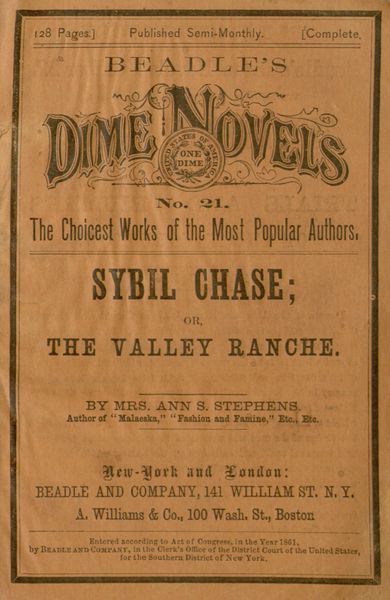 128 Pages.] Published Semi-Monthly. [Complete.
BEADLE'S
DIME NOVELS
UNITED STATES OF AMERICA
ONE
DIME
No. 21.
The Choicest Works of the Most Popular Authors.
SYBIL CHASE;
OR,
THE VALLEY RANCHE.
BY MRS. ANN S. STEPHENS.
Author of "Malaeska," "Fashion and Famine," Etc., Etc.
New-York and London:
BEADLE AND COMPANY, 141 WILLIAM ST. N. Y.
A. Williams & Co., 100 Wash. St., Boston
Entered according to Act of Congress, in the Year 1861,
by BEADLE AND COMPANY, in the Clerk's Office of the District Court of the United States,
for the Southern District of New York.